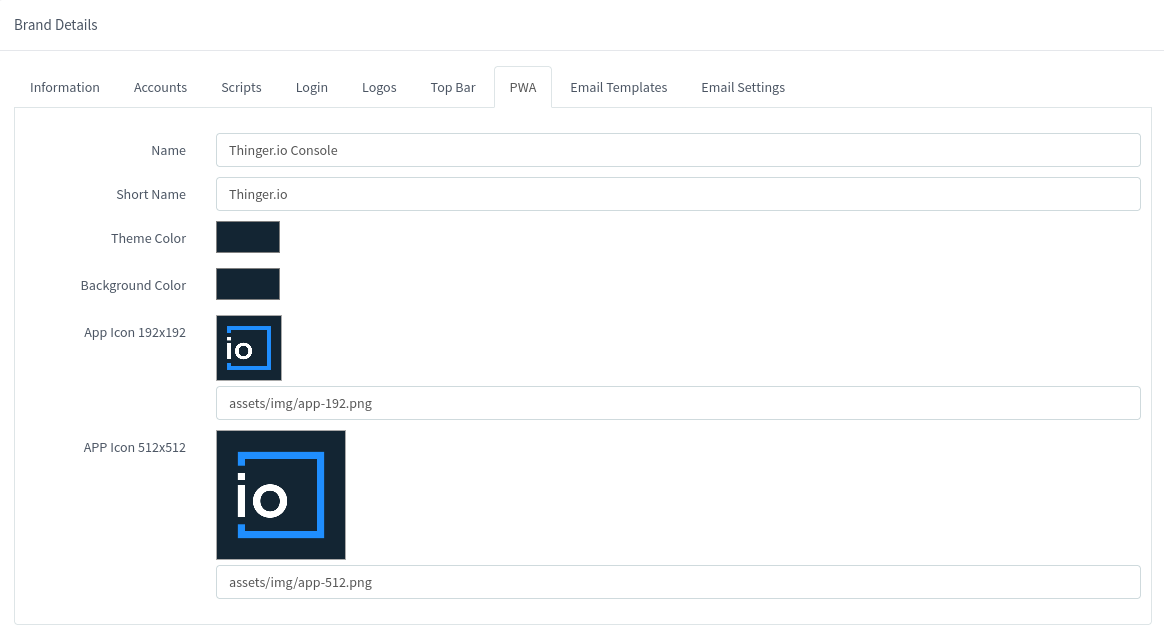 Brand Details
Information Accounts Scripts Login Logos Top Bar PWA Email Templates Email Settings
Name Thinger.io Console
Short Name Thinger.io
Theme Color
Background Color
App Icon 192x192
io
assets/img/app-192.png
APP Icon 512x512
io
assets/img/app-512.png